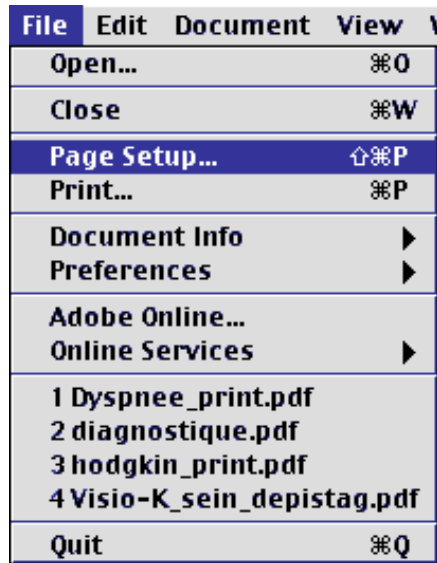 File Edit Document View
Open... ⌘O
Close ⌘W
Page Setup... ⇧⌘P
Print... ⌘P
Document Info
Preferences
Adobe Online...
Online Services
1 Dyspnee_print.pdf
2 diagnostique.pdf
3 hodgkin_print.pdf
4 Visio-K_sein_depistag.pdf
Quit ⌘Q